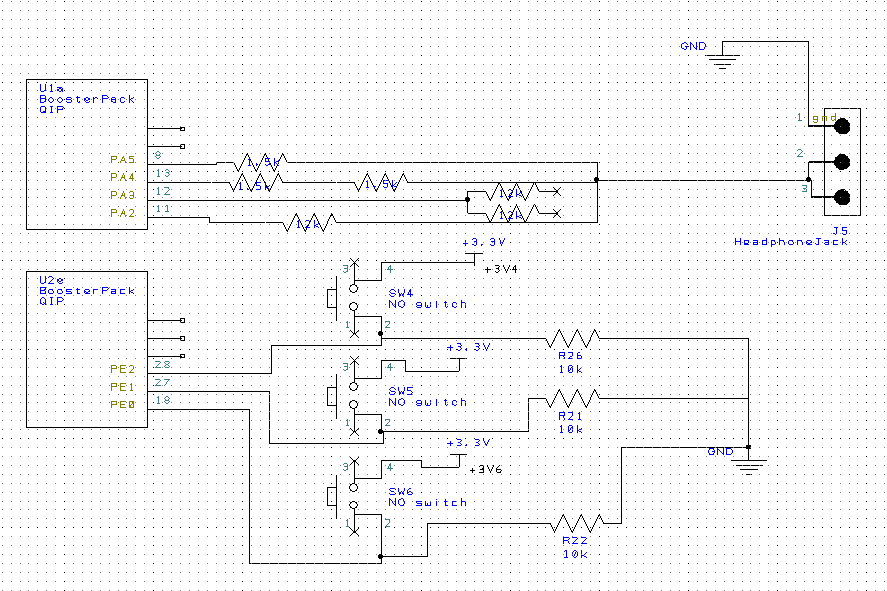 GND
U1a
BoosterPack
QIP
1 gnd
PA5 8
PA4 13
PA3 12
PA2 11
1.5k
1.5k 1.5k
12k
12k
12k
2
3
J5
HeadphoneJack
U2e
BoosterPack
QIP
PE2 28
PE1 27
PE0 18
+3.3V
+3V4
3 4
SW4
NO switch
1 2
+3.3V
R26
10k
3 4
SW5
NO switch
1 2
R21
10k
+3.3V
GND
3 4
+3V6
SW6
NO switch
1 2
R22
10k